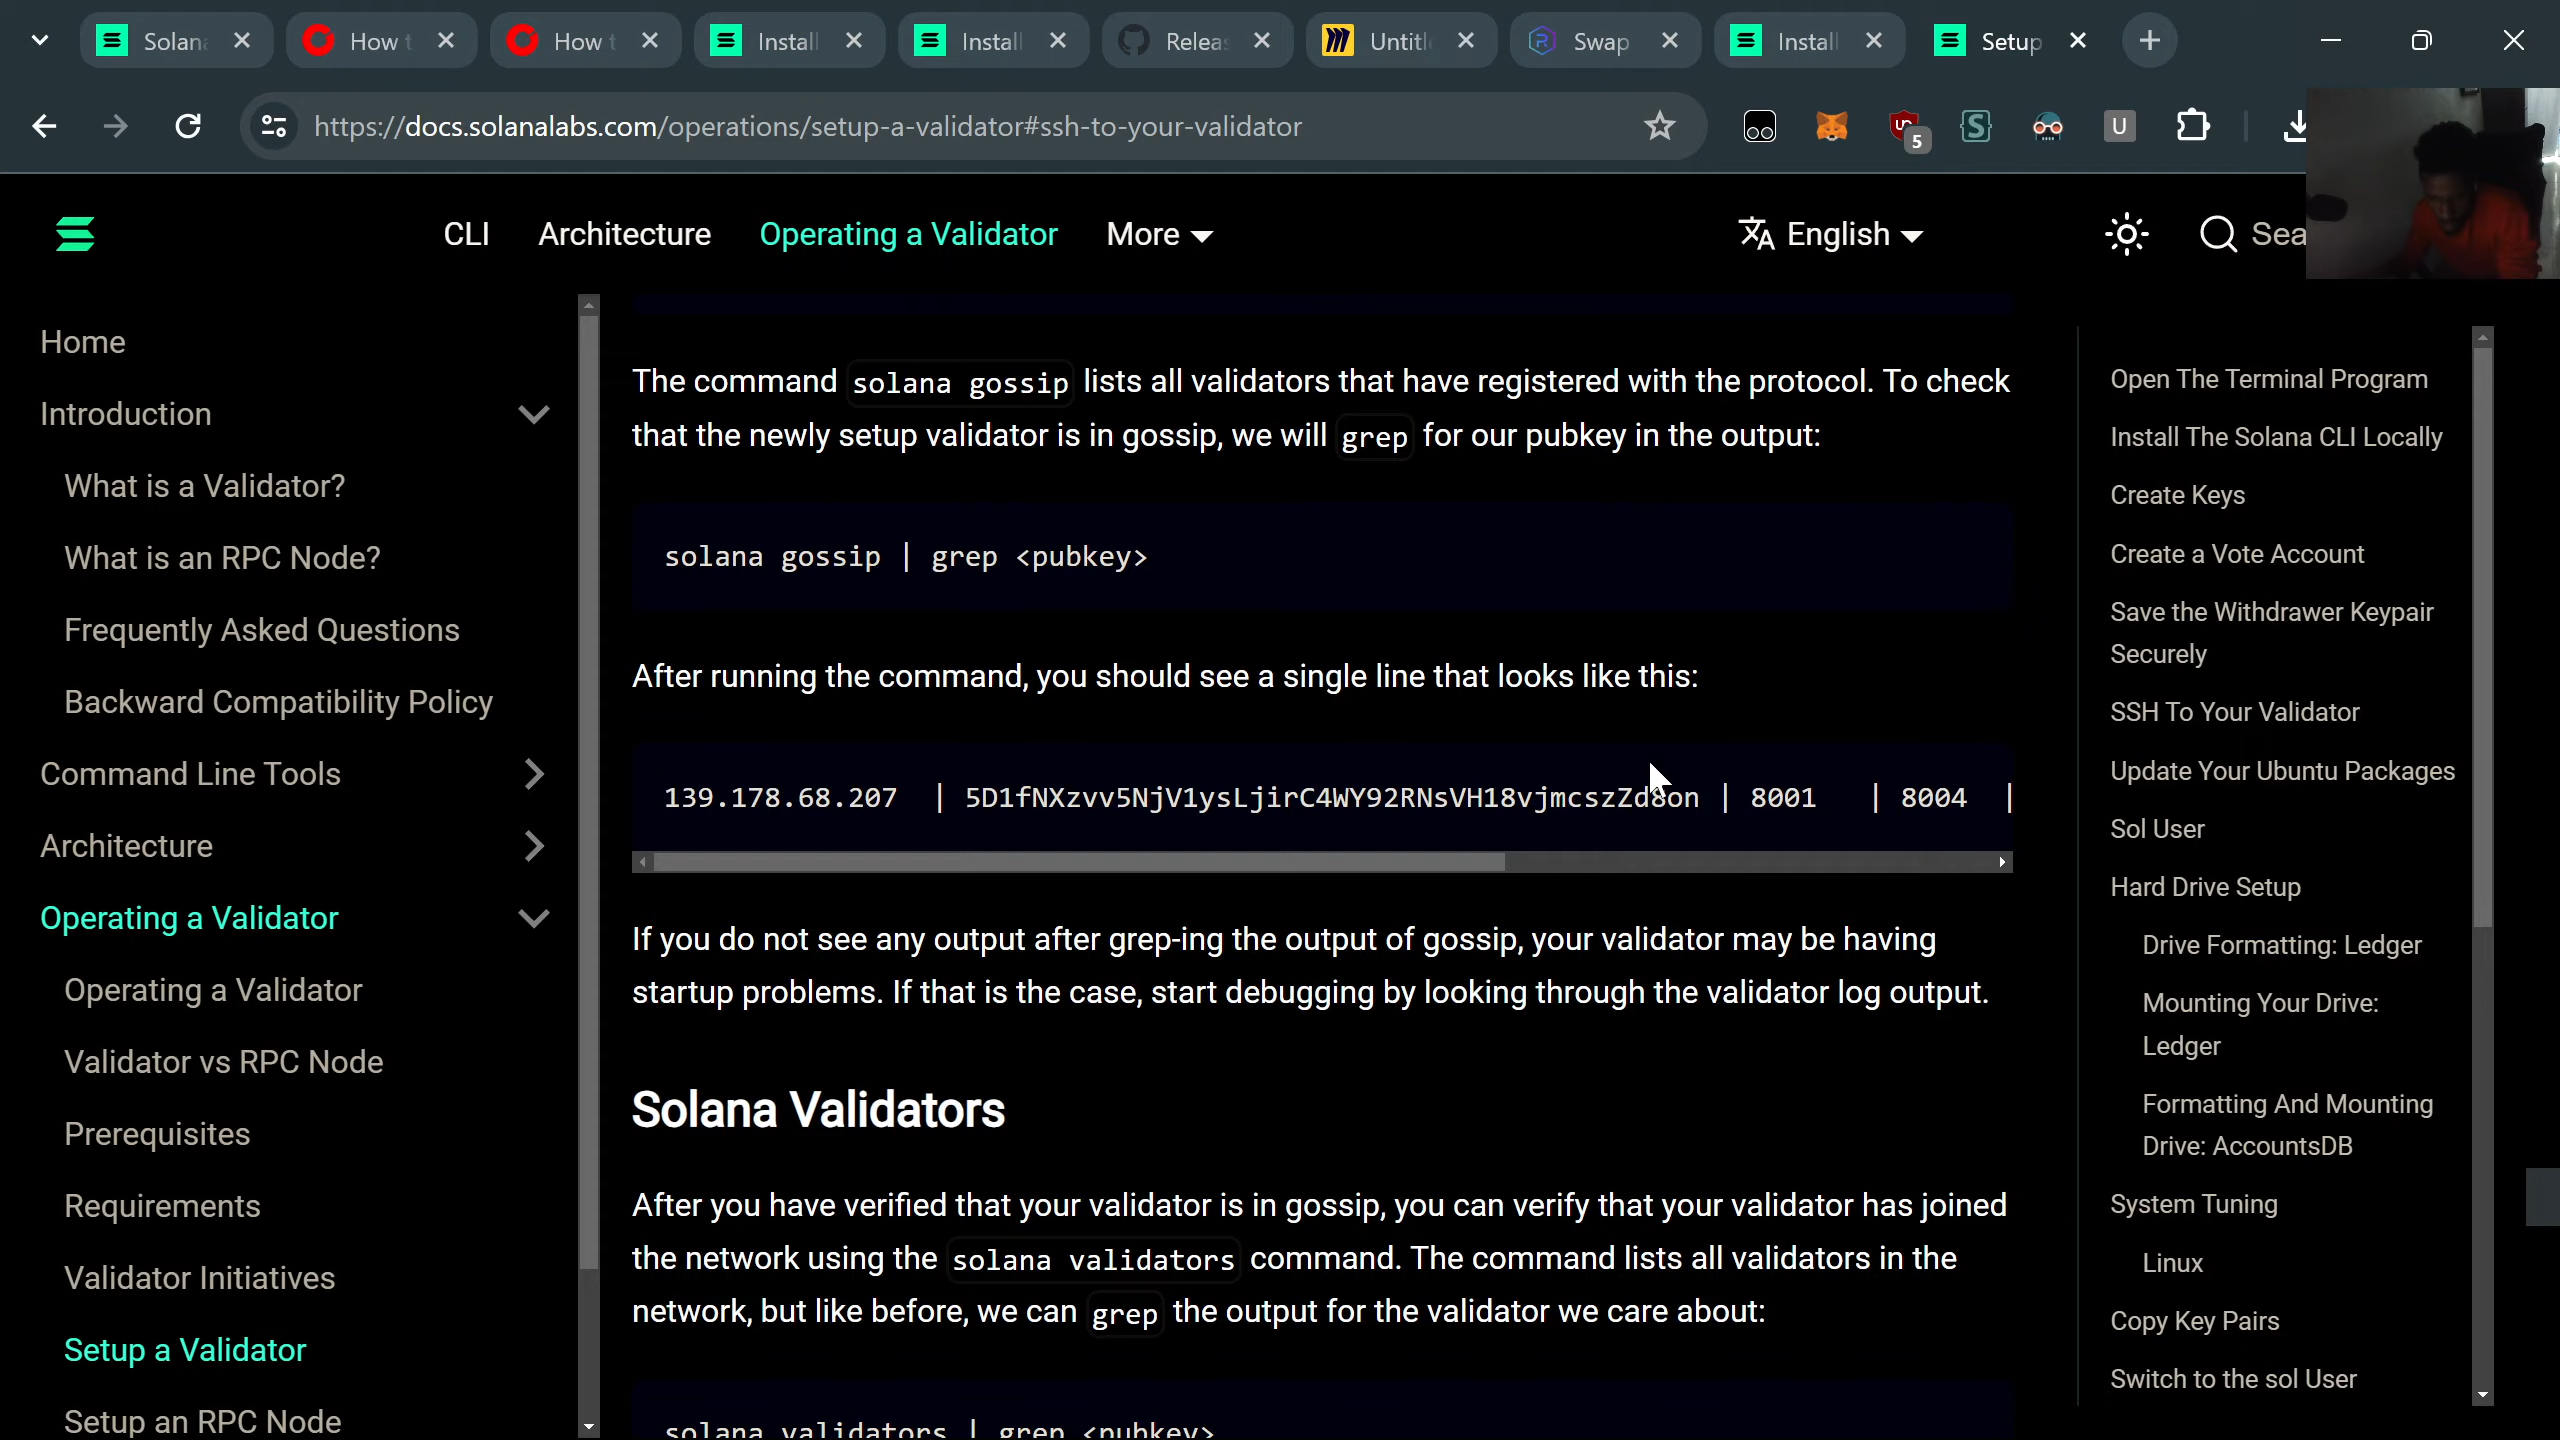 Solan
How t
How t
Install
Install
Releas
Untitl
Swap
Install
Setup
https://docs.solanalabs.com/operations/setup-a-validator#ssh-to-your-validator
5
U
CLI
Architecture
Operating a Validator
More
English
Sea
Home
Introduction
What is a Validator?
What is an RPC Node?
Frequently Asked Questions
Backward Compatibility Policy
Command Line Tools
Architecture
Operating a Validator
Operating a Validator
Validator vs RPC Node
Prerequisites
Requirements
Validator Initiatives
Setup a Validator
Setup an RPC Node
The command solana gossip lists all validators that have registered with the protocol. To check
that the newly setup validator is in gossip, we will grep for our pubkey in the output:
solana gossip | grep <pubkey>
After running the command, you should see a single line that looks like this:
139.178.68.207 | 5D1fNXzvv5NjV1ysLjirC4WY92RNsVH18vjmcszZd8on | 8001 | 8004 |
If you do not see any output after grep-ing the output of gossip, your validator may be having
startup problems. If that is the case, start debugging by looking through the validator log output.
Solana Validators
After you have verified that your validator is in gossip, you can verify that your validator has joined
the network using the solana validators command. The command lists all validators in the
network, but like before, we can grep the output for the validator we care about:
solana validators | grep <pubkey>
Open The Terminal Program
Install The Solana CLI Locally
Create Keys
Create a Vote Account
Save the Withdrawer Keypair
Securely
SSH To Your Validator
Update Your Ubuntu Packages
Sol User
Hard Drive Setup
Drive Formatting: Ledger
Mounting Your Drive:
Ledger
Formatting And Mounting
Drive: AccountsDB
System Tuning
Linux
Copy Key Pairs
Switch to the sol User